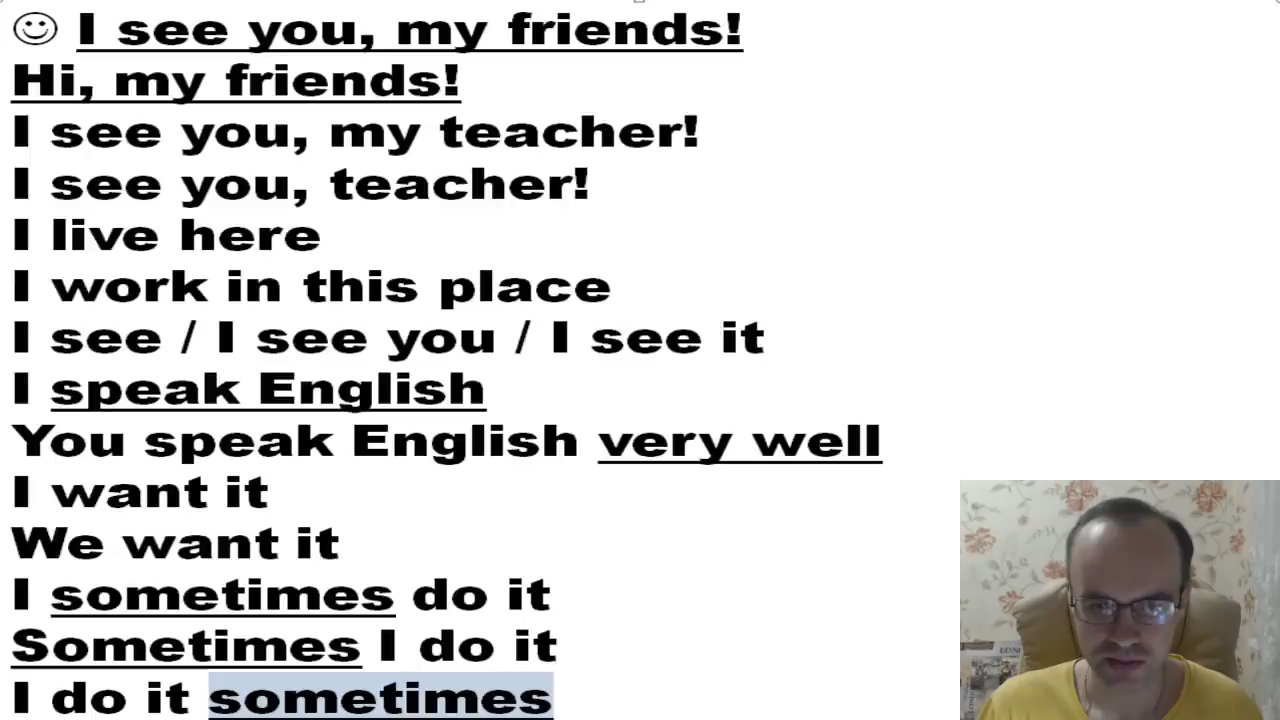 ☺ I see you, my friends!
Hi, my friends!
I see you, my teacher!
I see you, teacher!
I live here
I work in this place
I see / I see you / I see it
I speak English
You speak English very well
I want it
We want it
I sometimes do it
Sometimes I do it
I do it sometimes